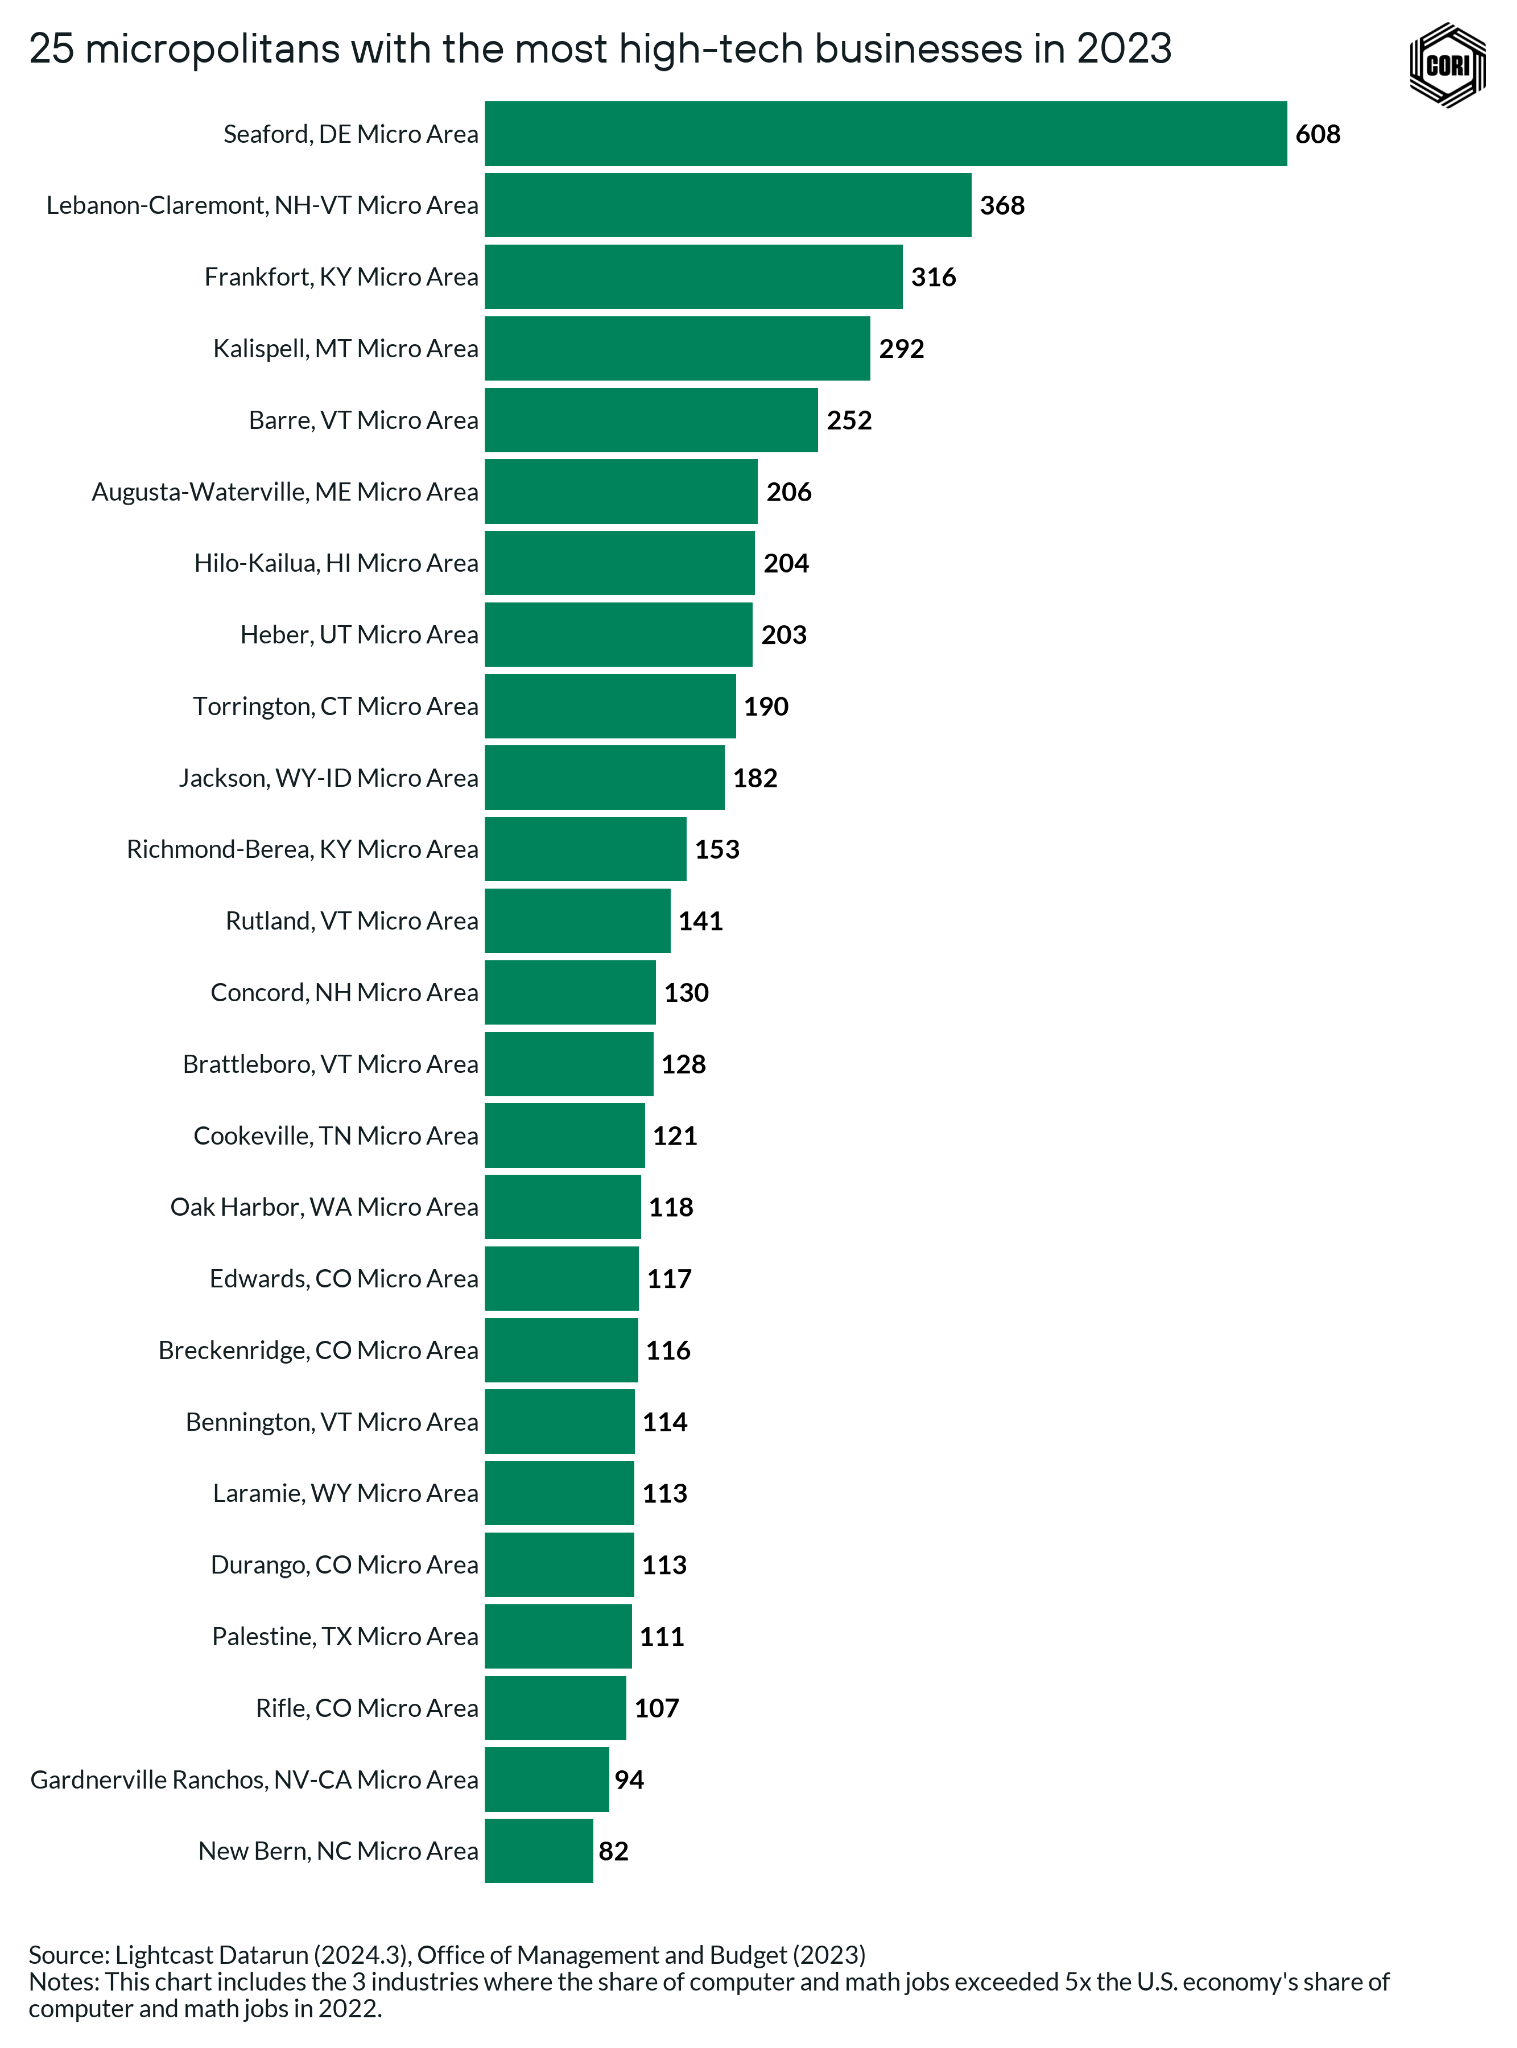 25 micropolitans with the most high-tech businesses in 2023
CORI
Seaford, DE Micro Area 608
Lebanon-Claremont, NH-VT Micro Area 368
Frankfort, KY Micro Area 316
Kalispell, MT Micro Area 292
Barre, VT Micro Area 252
Augusta-Waterville, ME Micro Area 206
Hilo-Kailua, HI Micro Area 204
Heber, UT Micro Area 203
Torrington, CT Micro Area 190
Jackson, WY-ID Micro Area 182
Richmond-Berea, KY Micro Area 153
Rutland, VT Micro Area 141
Concord, NH Micro Area 130
Brattleboro, VT Micro Area 128
Cookeville, TN Micro Area 121
Oak Harbor, WA Micro Area 118
Edwards, CO Micro Area 117
Breckenridge, CO Micro Area 116
Bennington, VT Micro Area 114
Laramie, WY Micro Area 113
Durango, CO Micro Area 113
Palestine, TX Micro Area 111
Rifle, CO Micro Area 107
Gardnerville Ranchos, NV-CA Micro Area 94
New Bern, NC Micro Area 82
Source: Lightcast Datarun (2024.3), Office of Management and Budget (2023)
Notes: This chart includes the 3 industries where the share of computer and math jobs exceeded 5x the U.S. economy's share of
computer and math jobs in 2022.